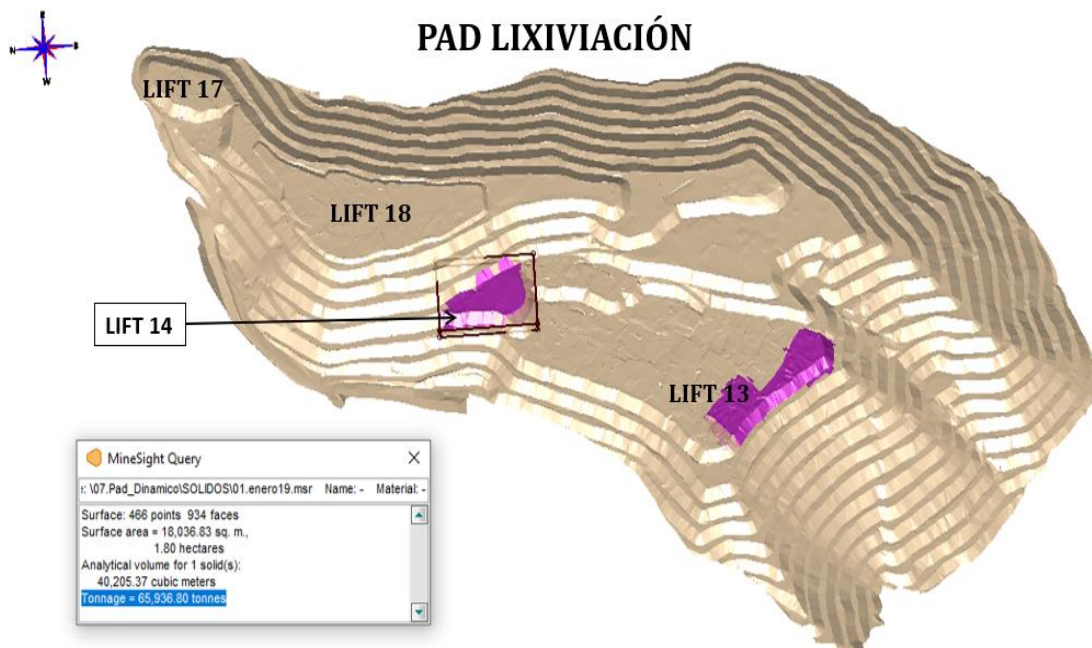 E
N
S
W
PAD LIXIVIACIÓN
LIFT 17
LIFT 18
LIFT 14
LIFT 13
MineSight Query
: \07.Pad_Dinamico\SOLIDOS\01.enero19.msr Name: - Material: -
Surface: 466 points 934 faces
Surface area = 18,036.83 sq. m.,
1.80 hectares
Analytical volume for 1 solid(s):
40,205.37 cubic meters
Tonnage = 65,936.80 tonnes